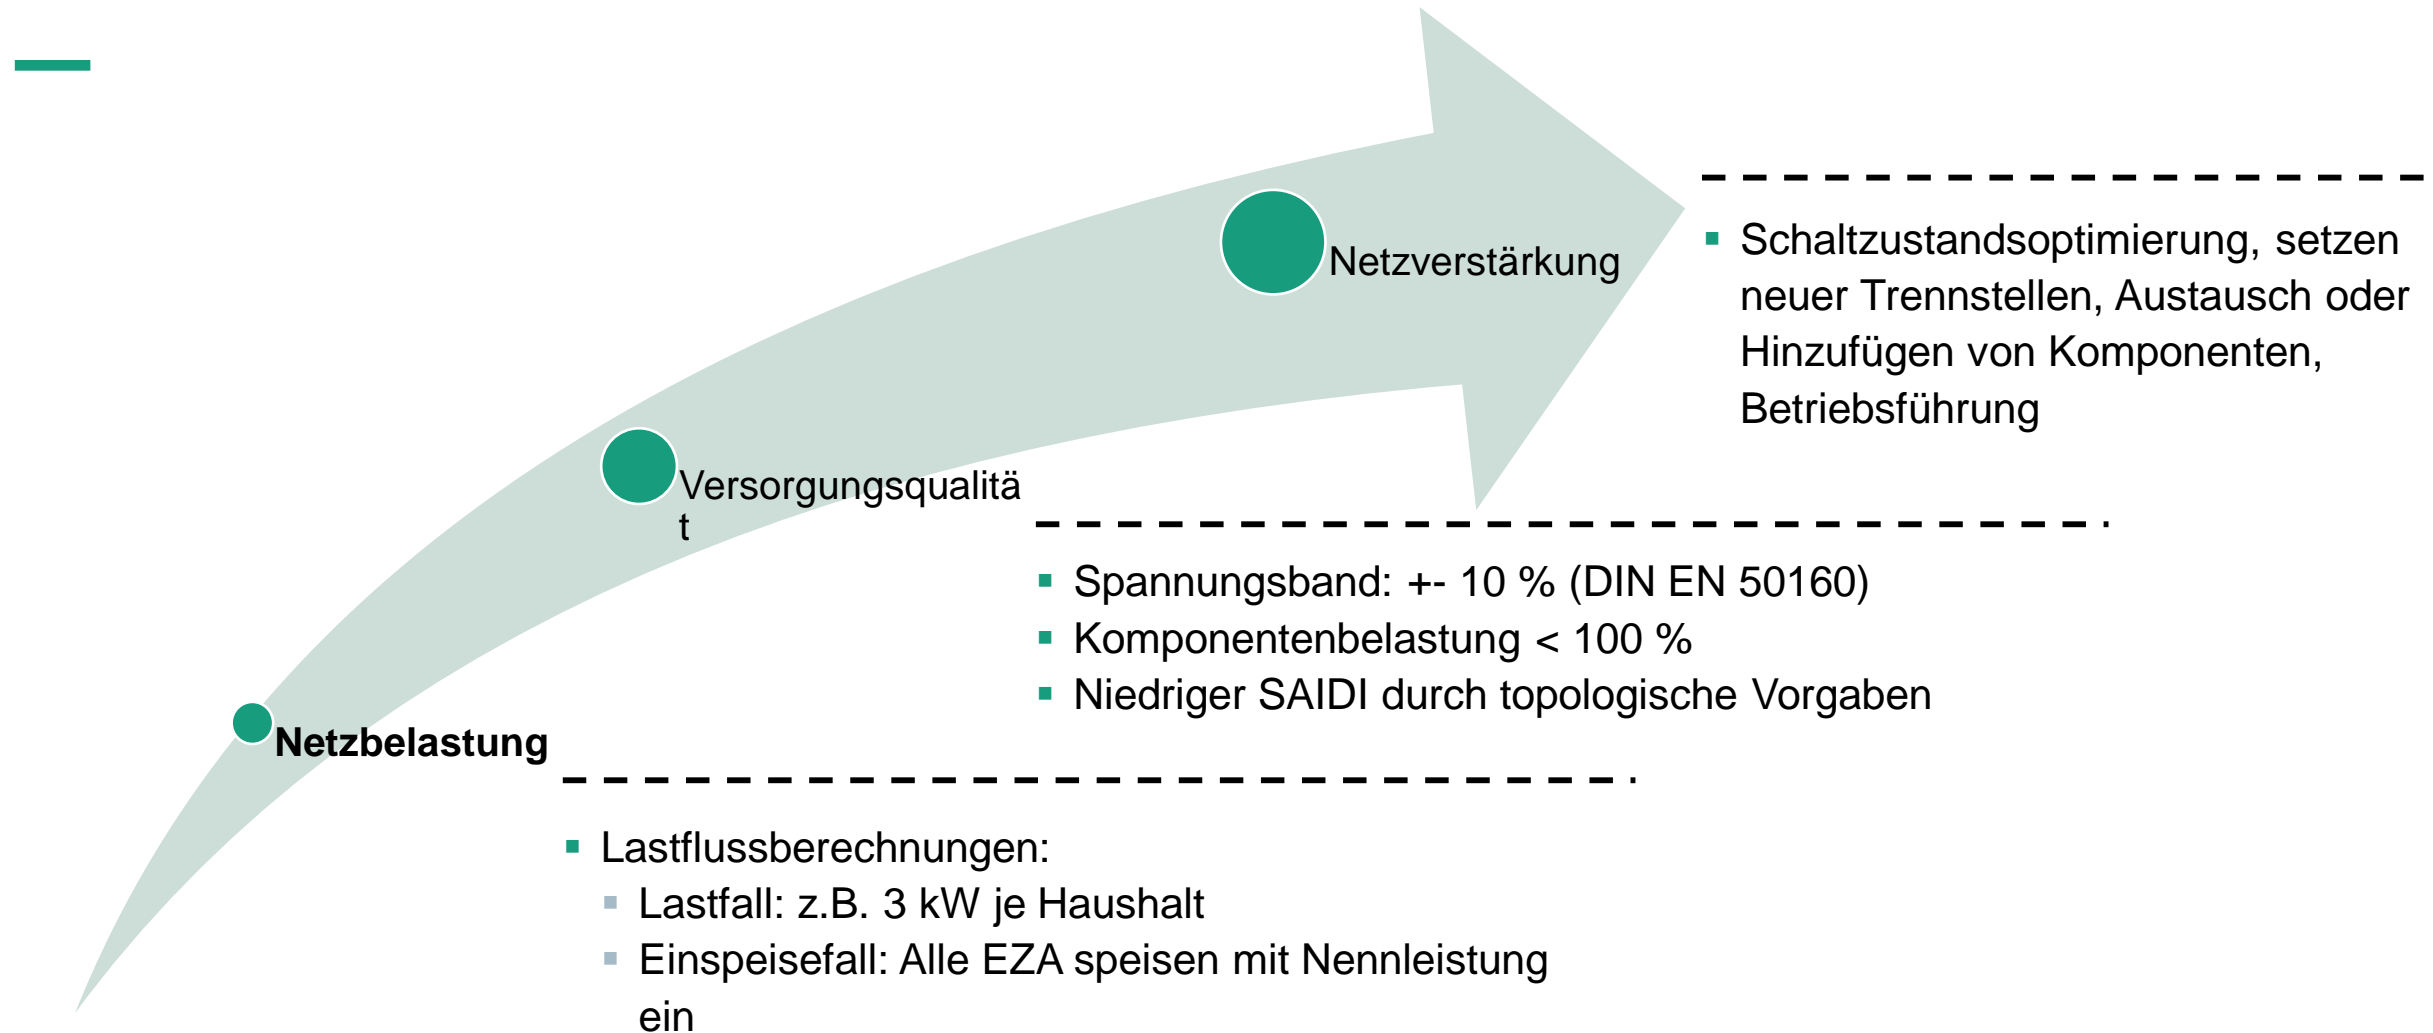 Netzverstärkung
Schaltzustandsoptimierung, setzen
neuer Trennstellen, Austausch oder
Hinzufügen von Komponenten,
Betriebsführung
Versorgungsqualitä
t
Spannungsband: +- 10 % (DIN EN 50160)
Komponentenbelastung < 100 %
Niedriger SAIDI durch topologische Vorgaben
Netzbelastung
Lastflussberechnungen:
Lastfall: z.B. 3 kW je Haushalt
Einspeisefall: Alle EZA speisen mit Nennleistung
ein